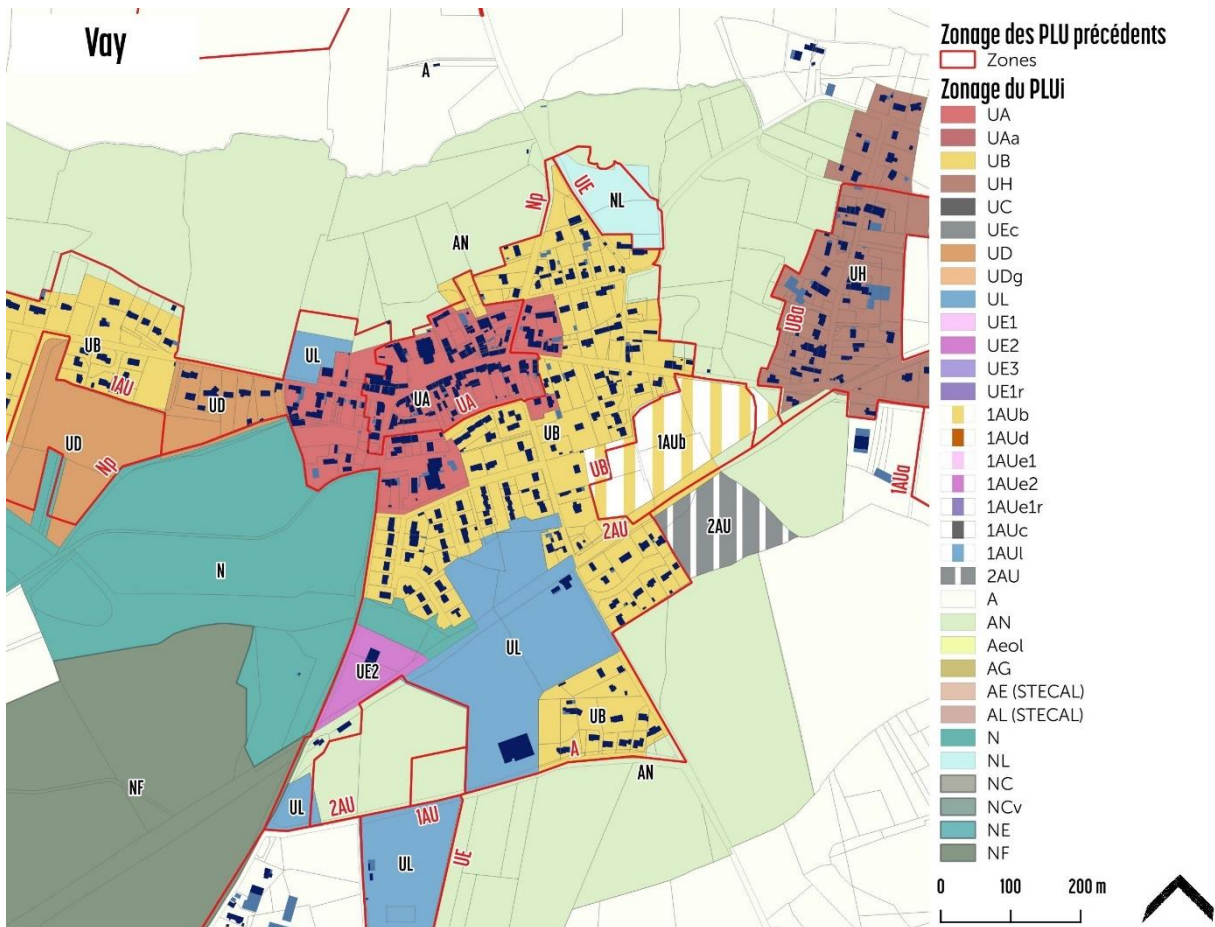 Vay
A
Np
UE
NL
AN
UH
UBa
UL
UB
1AU
UD
UA
UA
UB
1AUb
UB
UD
Np
2AU
2AU
1AUa
N
UL
UE2
UB
A
AN
NF
UL
2AU
1AU
UL
UE
Zonage des PLU précédents
Zones
Zonage du PLUi
UA
UAa
UB
UH
UC
UEc
UD
UDg
UL
UE1
UE2
UE3
UE1r
1AUb
1AUd
1AUe1
1AUe2
1AUe1r
1AUc
1AUl
2AU
A
AN
Aeol
AG
AE (STECAL)
AL (STECAL)
N
NL
NC
NCv
NE
NF
0 100 200 m